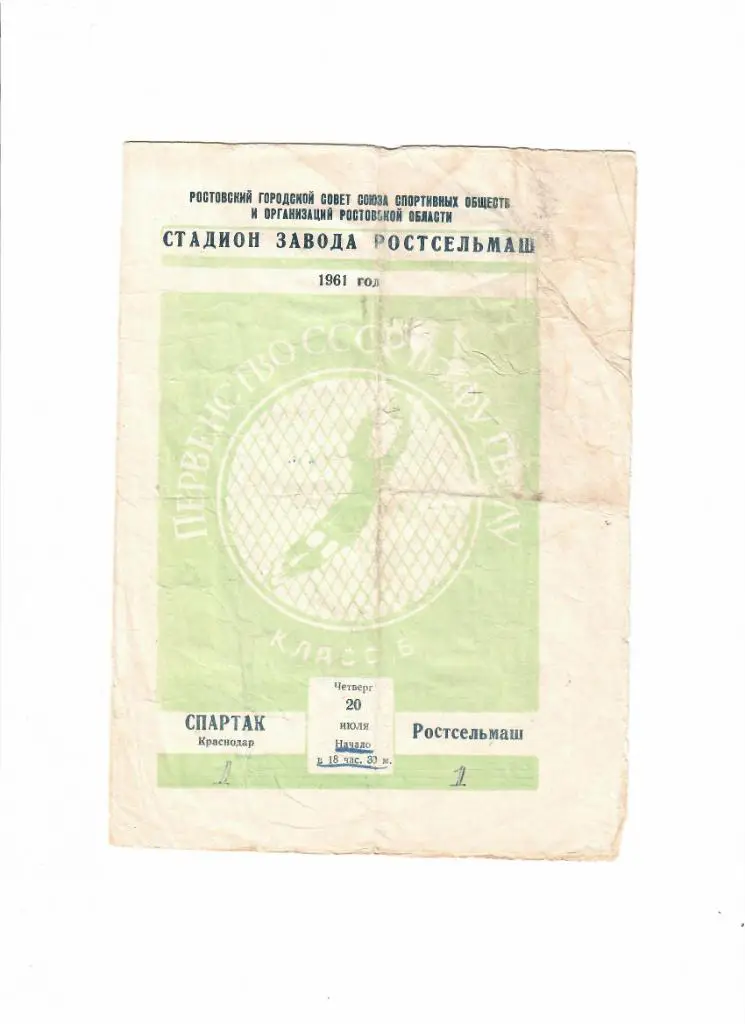 РОСТОВСКИЙ ГОРОДСКОЙ СОВЕТ СОЮЗА СПОРТИВНЫХ ОБЩЕСТВ
И ОРГАНИЗАЦИЙ РОСТОВСКОЙ ОБЛАСТИ
СТАДИОН ЗАВОДА РОСТСЕЛЬМАШ
1961 год
ПЕРВЕНСТВО СССР ПО ФУТБОЛУ
КЛАСС Б
Четверг
20
июля
Начало
в 18 час. 30 м.
СПАРТАК
Краснодар
Ростсельмаш
1
1